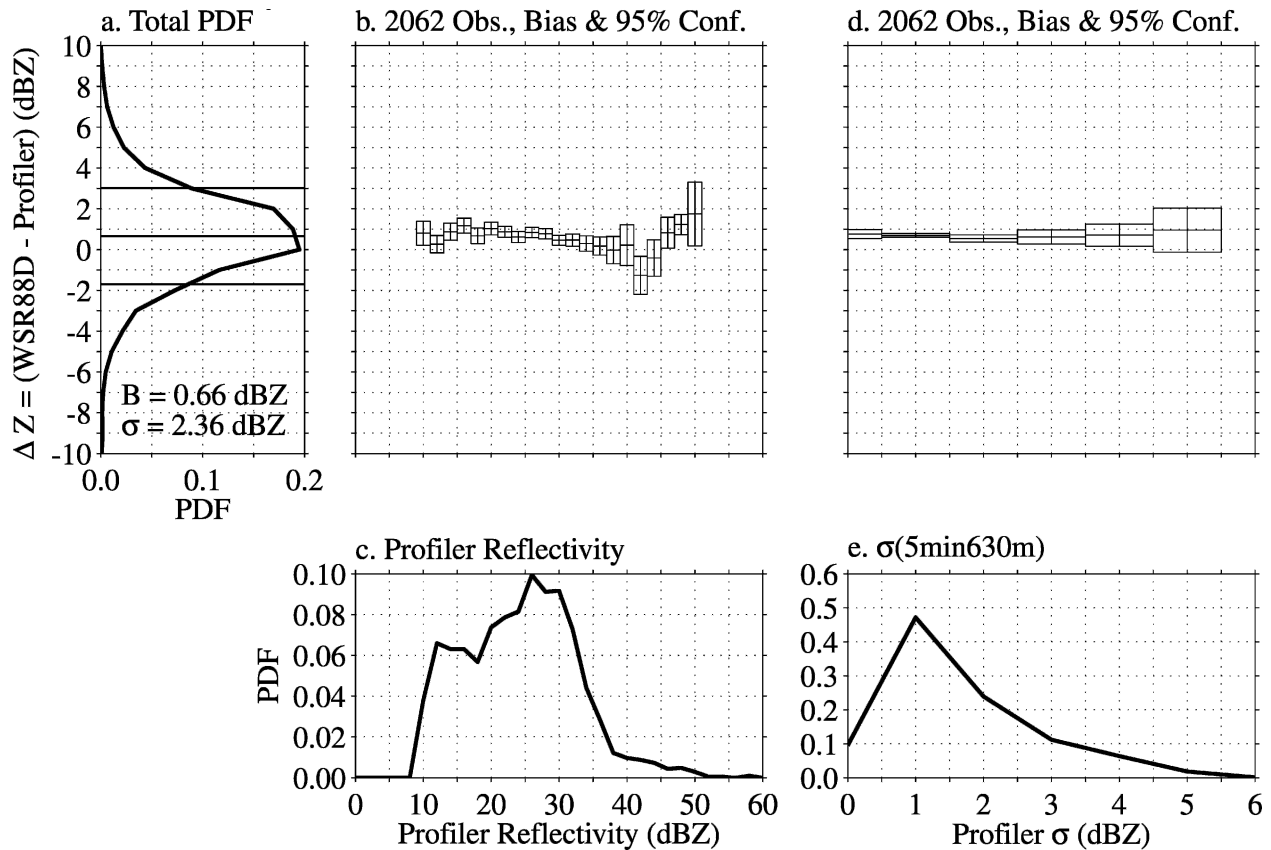 a. Total PDF
b. 2062 Obs., Bias & 95% Conf.
d. 2062 Obs., Bias & 95% Conf.
Δ Z = (WSR88D - Profiler) (dBZ)
10
8
6
4
2
0
-2
-4
-6
-8
-10
B = 0.66 dBZ
σ = 2.36 dBZ
0.0 0.1 0.2
PDF
c. Profiler Reflectivity
PDF
0.10
0.08
0.06
0.04
0.02
0.00
0 10 20 30 40 50 60
Profiler Reflectivity (dBZ)
e. σ(5min630m)
0.6
0.5
0.4
0.3
0.2
0.1
0.0
0 1 2 3 4 5 6
Profiler σ (dBZ)